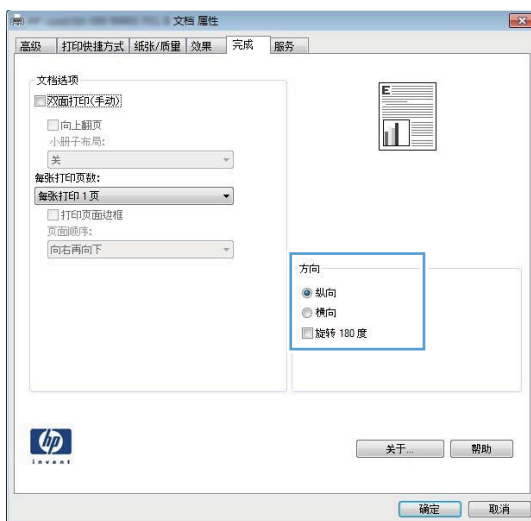 文档 属性
高级 打印快捷方式 纸张/质量 效果 完成 服务
文档选项
双面打印(手动)
向上翻页
小册子布局:
关
每张打印页数:
每张打印 1 页
打印页面边框
页面顺序:
向右再向下
E
方向
纵向
横向
旋转 180 度
hp
invent
关于... 帮助
确定 取消